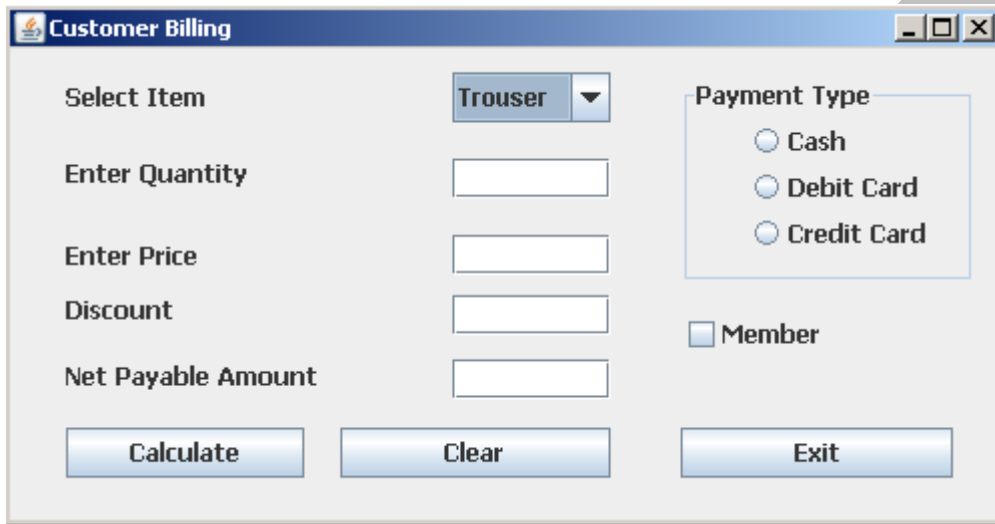 Customer Billing
Select Item
Trouser
Payment Type
Cash
Enter Quantity
Debit Card
Credit Card
Enter Price
Discount
Member
Net Payable Amount
Calculate
Clear
Exit